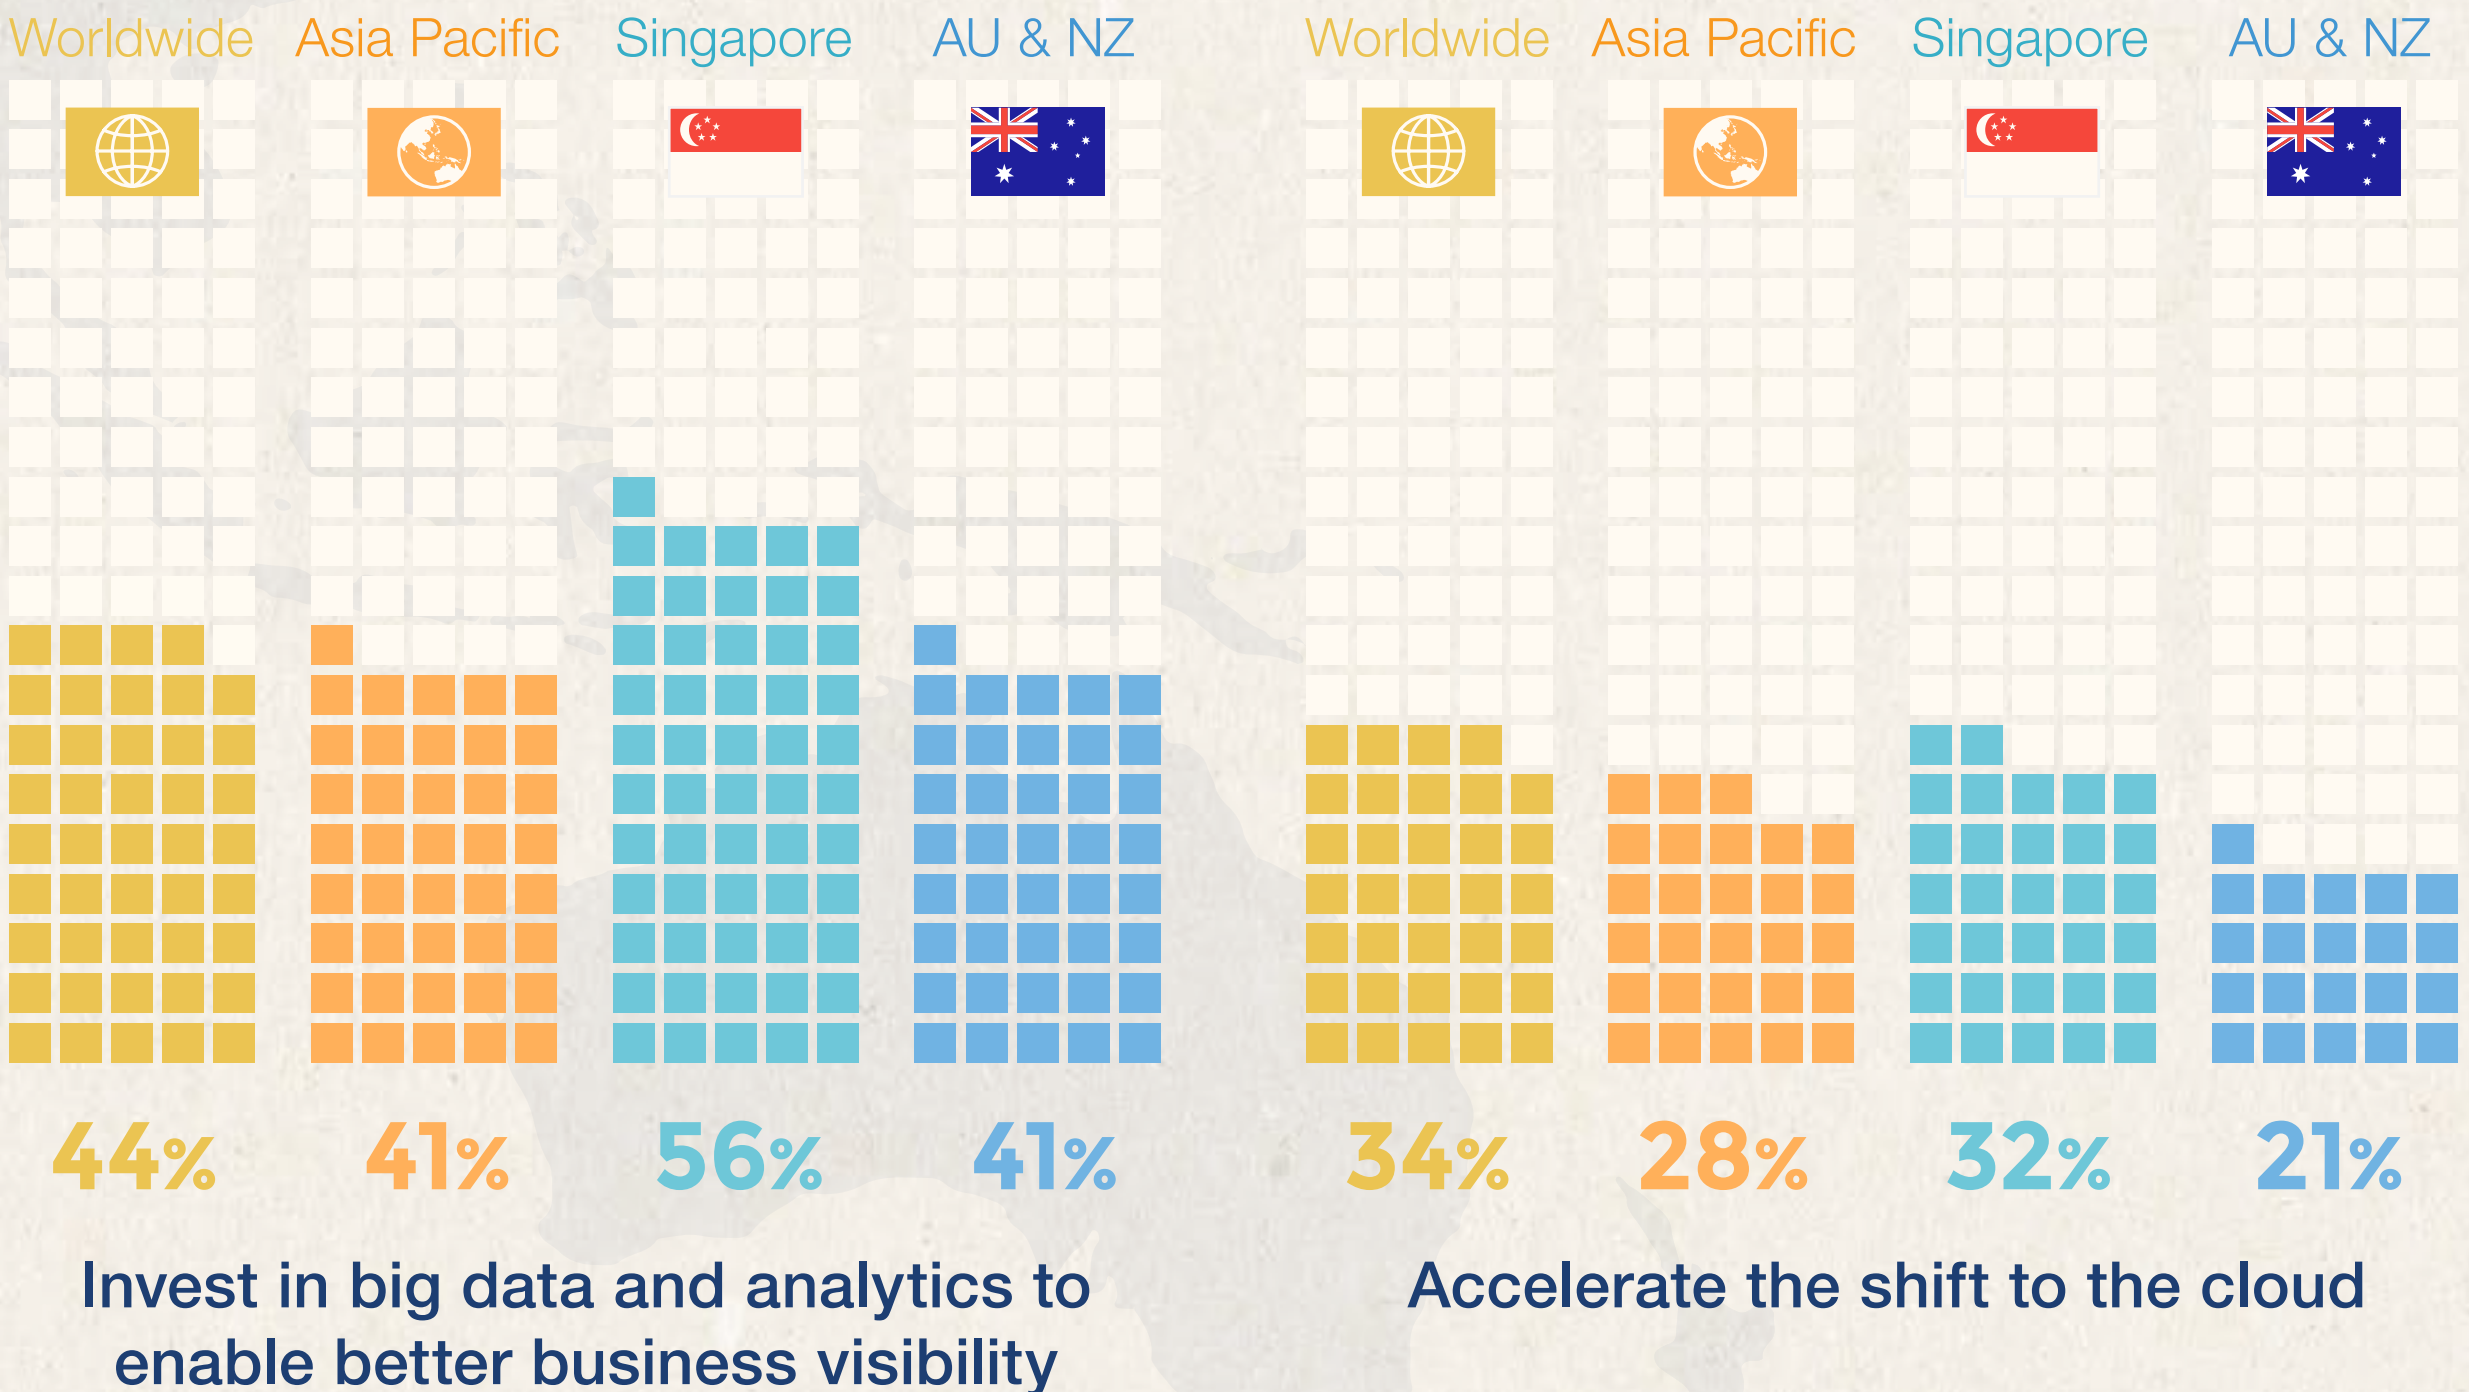 Worldwide Asia Pacific Singapore AU & NZ
44% 41% 56% 41%
Invest in big data and analytics to
enable better business visibility
Worldwide Asia Pacific Singapore AU & NZ
34% 28% 32% 21%
Accelerate the shift to the cloud